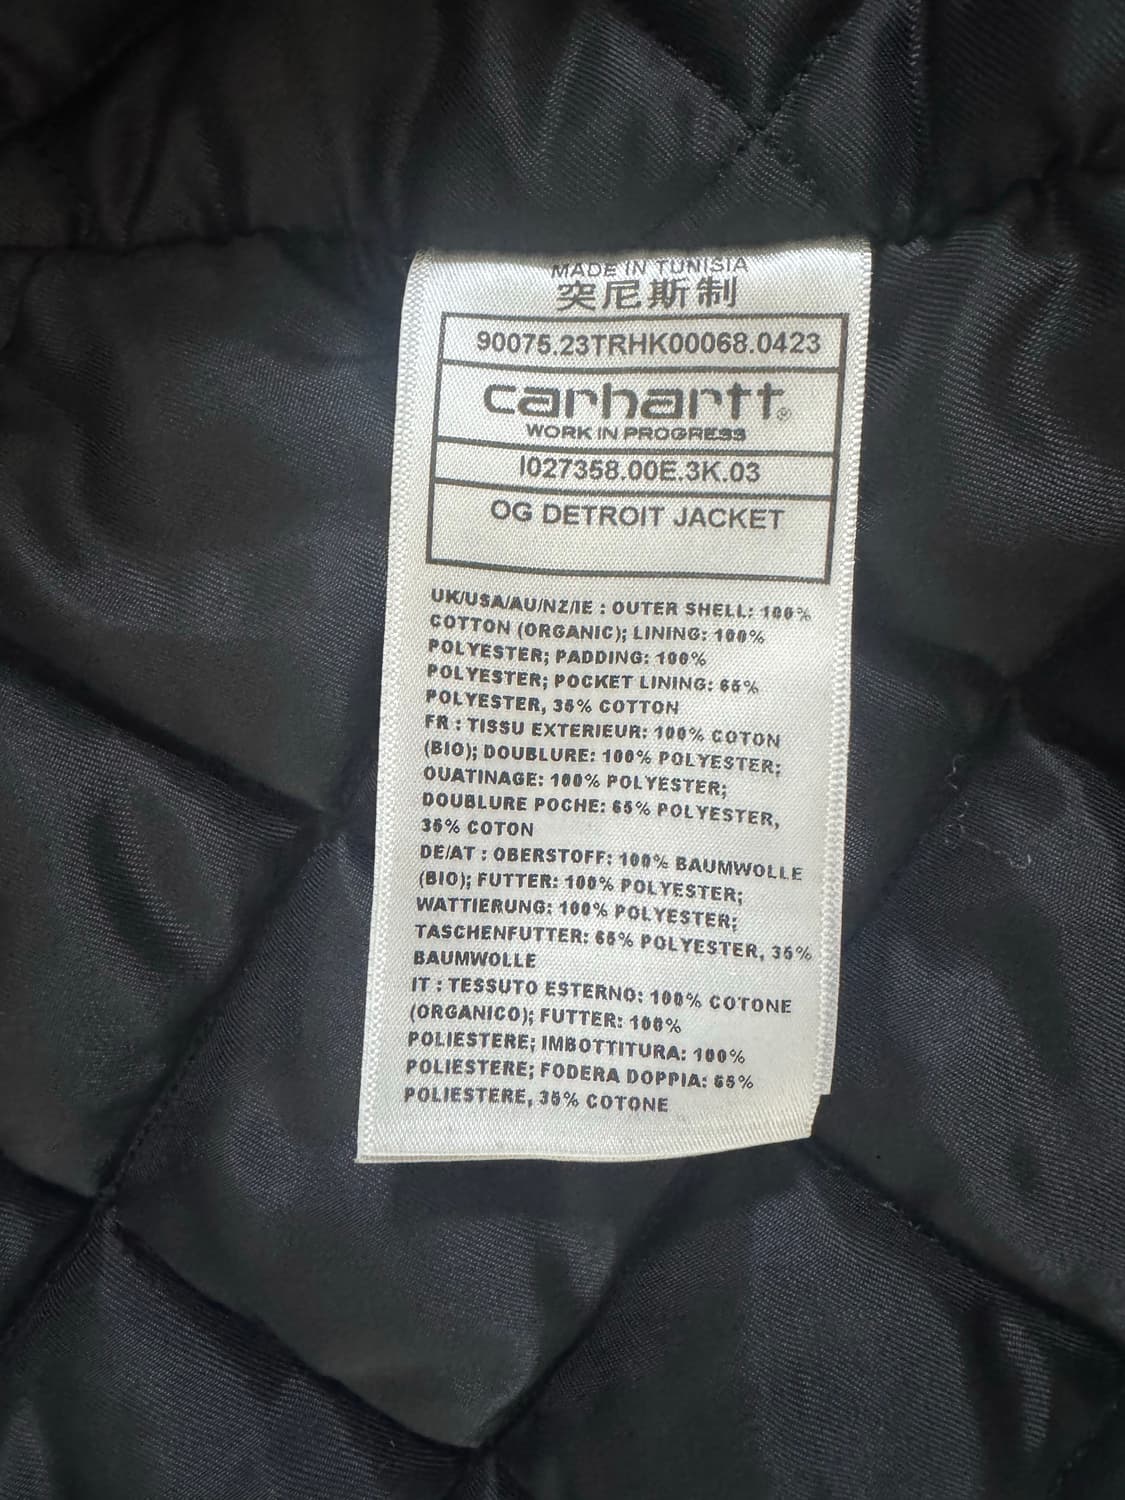 MADE IN TUNISIA
突尼斯制
90075.23TRHK00068.0423
carhartt®
WORK IN PROGRESS
I027358.00E.3K.03
OG DETROIT JACKET
UK/USA/AU/NZ/IE : OUTER SHELL: 100%
COTTON (ORGANIC); LINING: 100%
POLYESTER; PADDING: 100%
POLYESTER; POCKET LINING: 65%
POLYESTER, 35% COTTON
FR : TISSU EXTERIEUR: 100% COTON
(BIO); DOUBLURE: 100% POLYESTER;
OUATINAGE: 100% POLYESTER;
DOUBLURE POCHE: 65% POLYESTER,
35% COTON
DE/AT : OBERSTOFF: 100% BAUMWOLLE
(BIO); FUTTER: 100% POLYESTER;
WATTIERUNG: 100% POLYESTER;
TASCHENFUTTER: 65% POLYESTER, 35%
BAUMWOLLE
IT : TESSUTO ESTERNO: 100% COTONE
(ORGANICO); FUTTER: 100%
POLIESTERE; IMBOTTITURA: 100%
POLIESTERE; FODERA DOPPIA: 65%
POLIESTERE, 35% COTONE